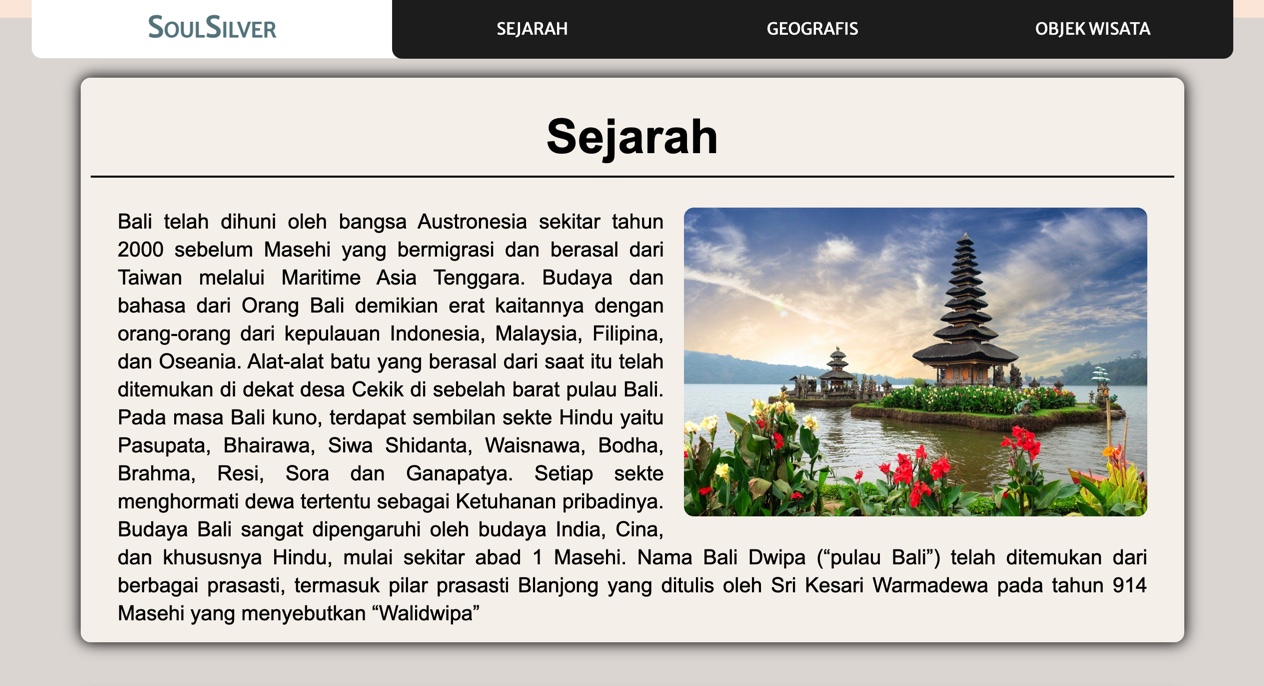 SOULSILVER
SEJARAH
GEOGRAFIS
OBJEK WISATA
Sejarah
Bali telah dihuni oleh bangsa Austronesia sekitar tahun
2000 sebelum Masehi yang bermigrasi dan berasal dari
Taiwan melalui Maritime Asia Tenggara. Budaya dan
bahasa dari Orang Bali demikian erat kaitannya dengan
orang-orang dari kepulauan Indonesia, Malaysia, Filipina,
dan Oseania. Alat-alat batu yang berasal dari saat itu telah
ditemukan di dekat desa Cekik di sebelah barat pulau Bali.
Pada masa Bali kuno, terdapat sembilan sekte Hindu yaitu
Pasupata, Bhairawa, Siwa Shidanta, Waisnawa, Bodha,
Brahma, Resi, Sora dan Ganapatya. Setiap sekte
menghormati dewa tertentu sebagai Ketuhanan pribadinya.
Budaya Bali sangat dipengaruhi oleh budaya India, Cina,
dan khususnya Hindu, mulai sekitar abad 1 Masehi. Nama Bali Dwipa (“pulau Bali”) telah ditemukan dari
berbagai prasasti, termasuk pilar prasasti Blanjong yang ditulis oleh Sri Kesari Warmadewa pada tahun 914
Masehi yang menyebutkan “Walidwipa”